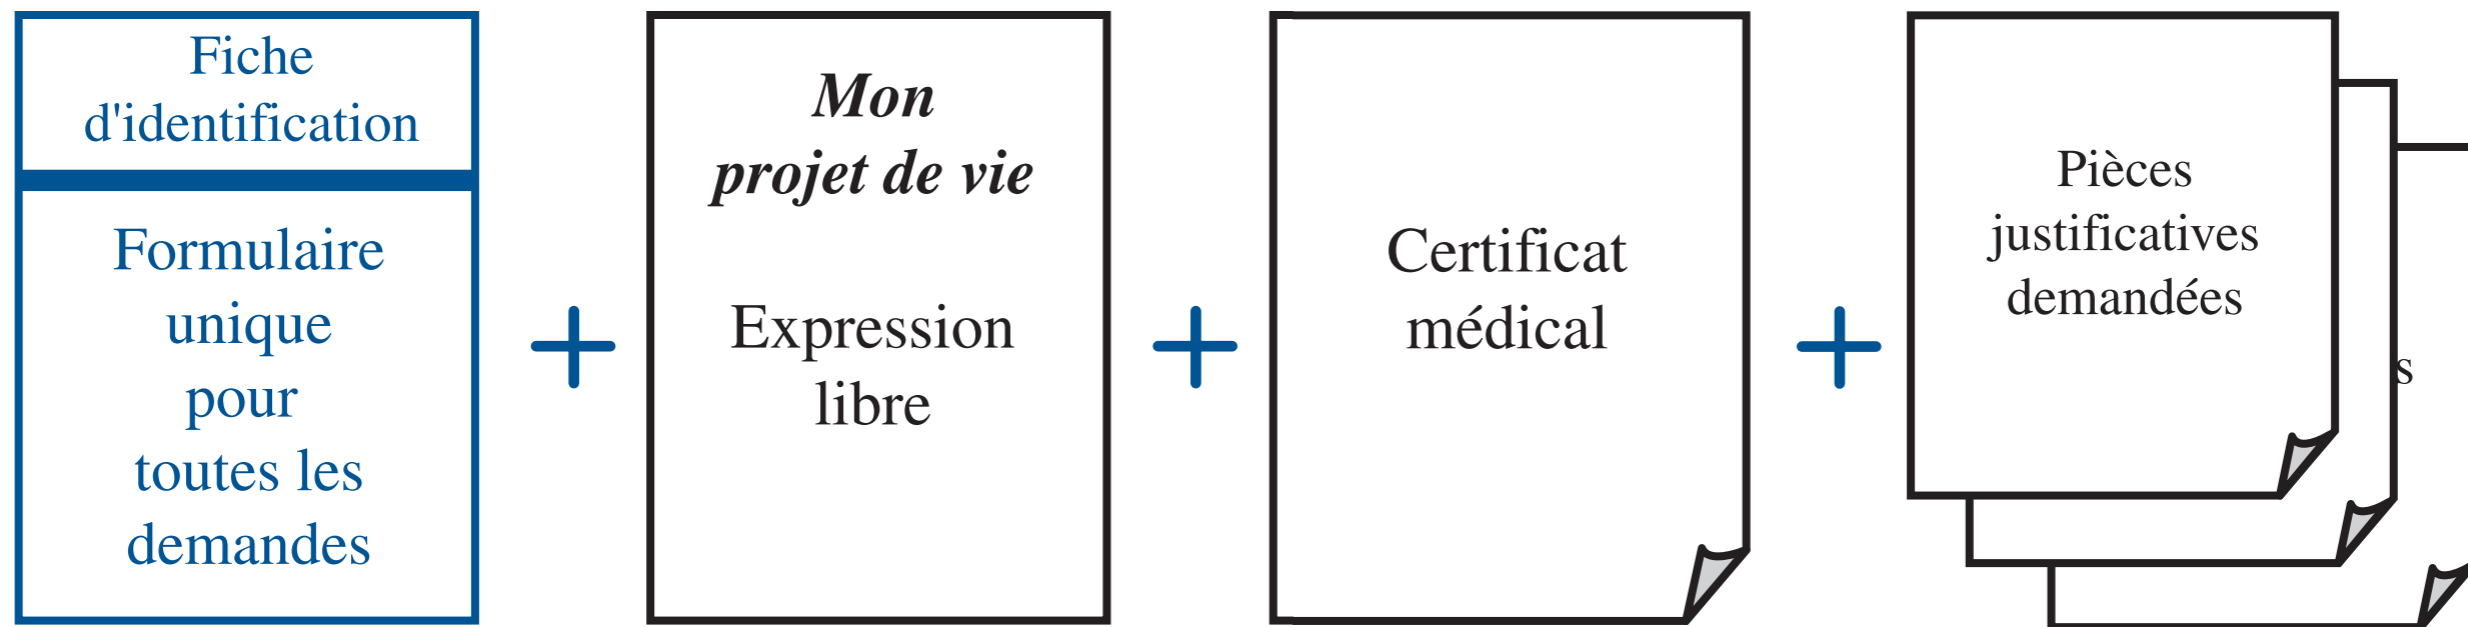 Fiche
d'identification
Formulaire
unique
pour
toutes les
demandes
+
Mon
projet de vie
Expression
libre
+
Certificat
médical
+
Pièces
justificatives
demandées
s